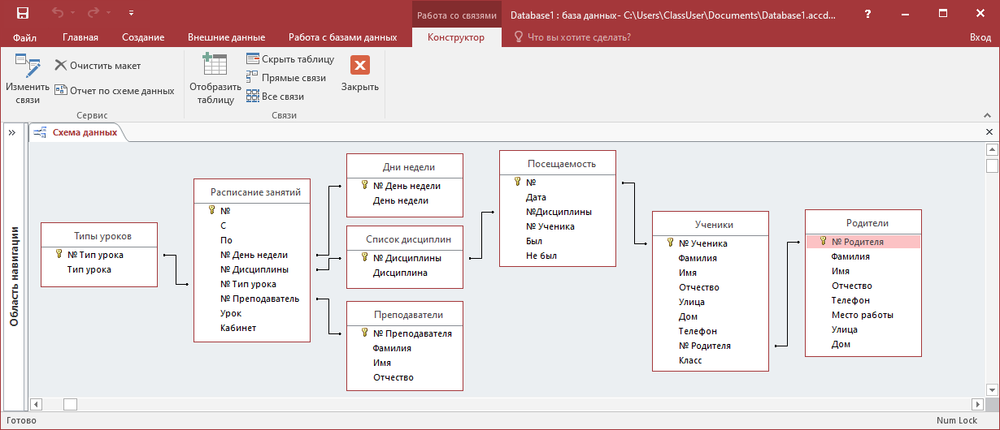 Работа со связями
Database1 : база данных- C:\Users\ClassUser\Documents\Database1.accd...
?
Файл
Главная
Создание
Внешние данные
Работа с базами данных
Конструктор
Что вы хотите сделать?
Вход
Изменить
связи
Очистить макет
Отчет по схеме данных
Сервис
Отобразить
таблицу
Скрыть таблицу
Прямые связи
Все связи
Закрыть
Связи
Схема данных
Область навигации
Типы уроков
№ Тип урока
Тип урока
Расписание занятий
№
С
По
№ День недели
№ Дисциплины
№ Тип урока
№ Преподаватель
Урок
Кабинет
Дни недели
№ День недели
День недели
Список дисциплин
№ Дисциплины
Дисциплина
Преподаватели
№ Преподавателя
Фамилия
Имя
Отчество
Посещаемость
№
Дата
№Дисциплины
№ Ученика
Был
Не был
Ученики
№ Ученика
Фамилия
Имя
Отчество
Улица
Дом
Телефон
№ Родителя
Класс
Родители
№ Родителя
Фамилия
Имя
Отчество
Телефон
Место работы
Улица
Дом
Готово
Num Lock